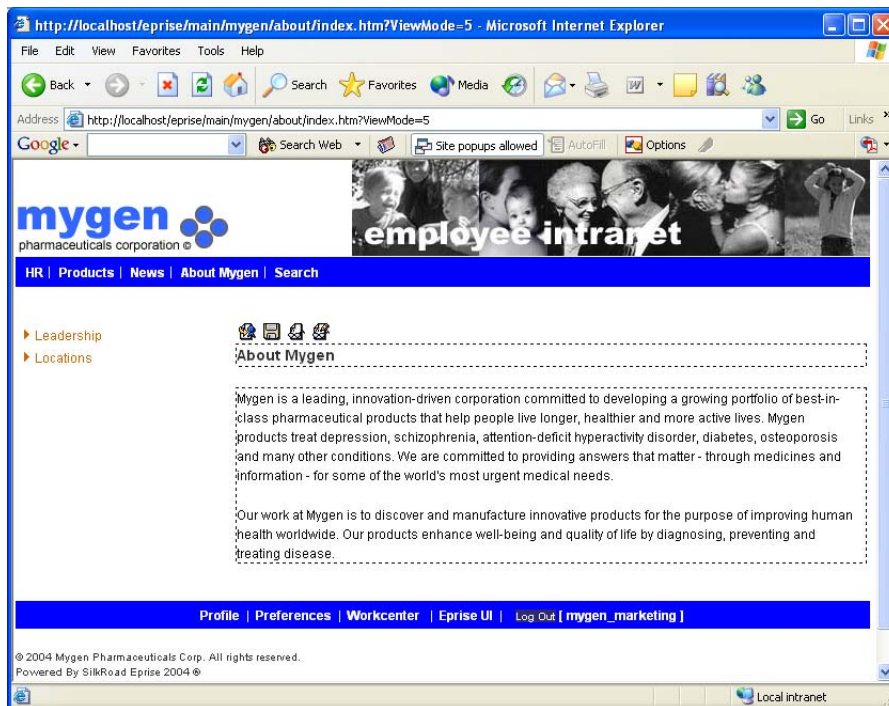 http://localhost/eprise/main/mygen/about/index.htm?ViewMode=5 - Microsoft Internet Explorer
File Edit View Favorites Tools Help
Back Search Favorites Media
Address http://localhost/eprise/main/mygen/about/index.htm?ViewMode=5 Go Links »
Google Search Web Site popups allowed AutoFill Options
mygen
pharmaceuticals corporation ©
employee intranet
HR | Products | News | About Mygen | Search
Leadership
Locations
About Mygen
Mygen is a leading, innovation-driven corporation committed to developing a growing portfolio of best-in-
class pharmaceutical products that help people live longer, healthier and more active lives. Mygen
products treat depression, schizophrenia, attention-deficit hyperactivity disorder, diabetes, osteoporosis
and many other conditions. We are committed to providing answers that matter - through medicines and
information - for some of the world's most urgent medical needs.
Our work at Mygen is to discover and manufacture innovative products for the purpose of improving human
health worldwide. Our products enhance well-being and quality of life by diagnosing, preventing and
treating disease.
Profile | Preferences | Workcenter | Eprise UI | Log Out [ mygen_marketing ]
© 2004 Mygen Pharmaceuticals Corp. All rights reserved.
Powered By SilkRoad Eprise 2004 ®
Local intranet